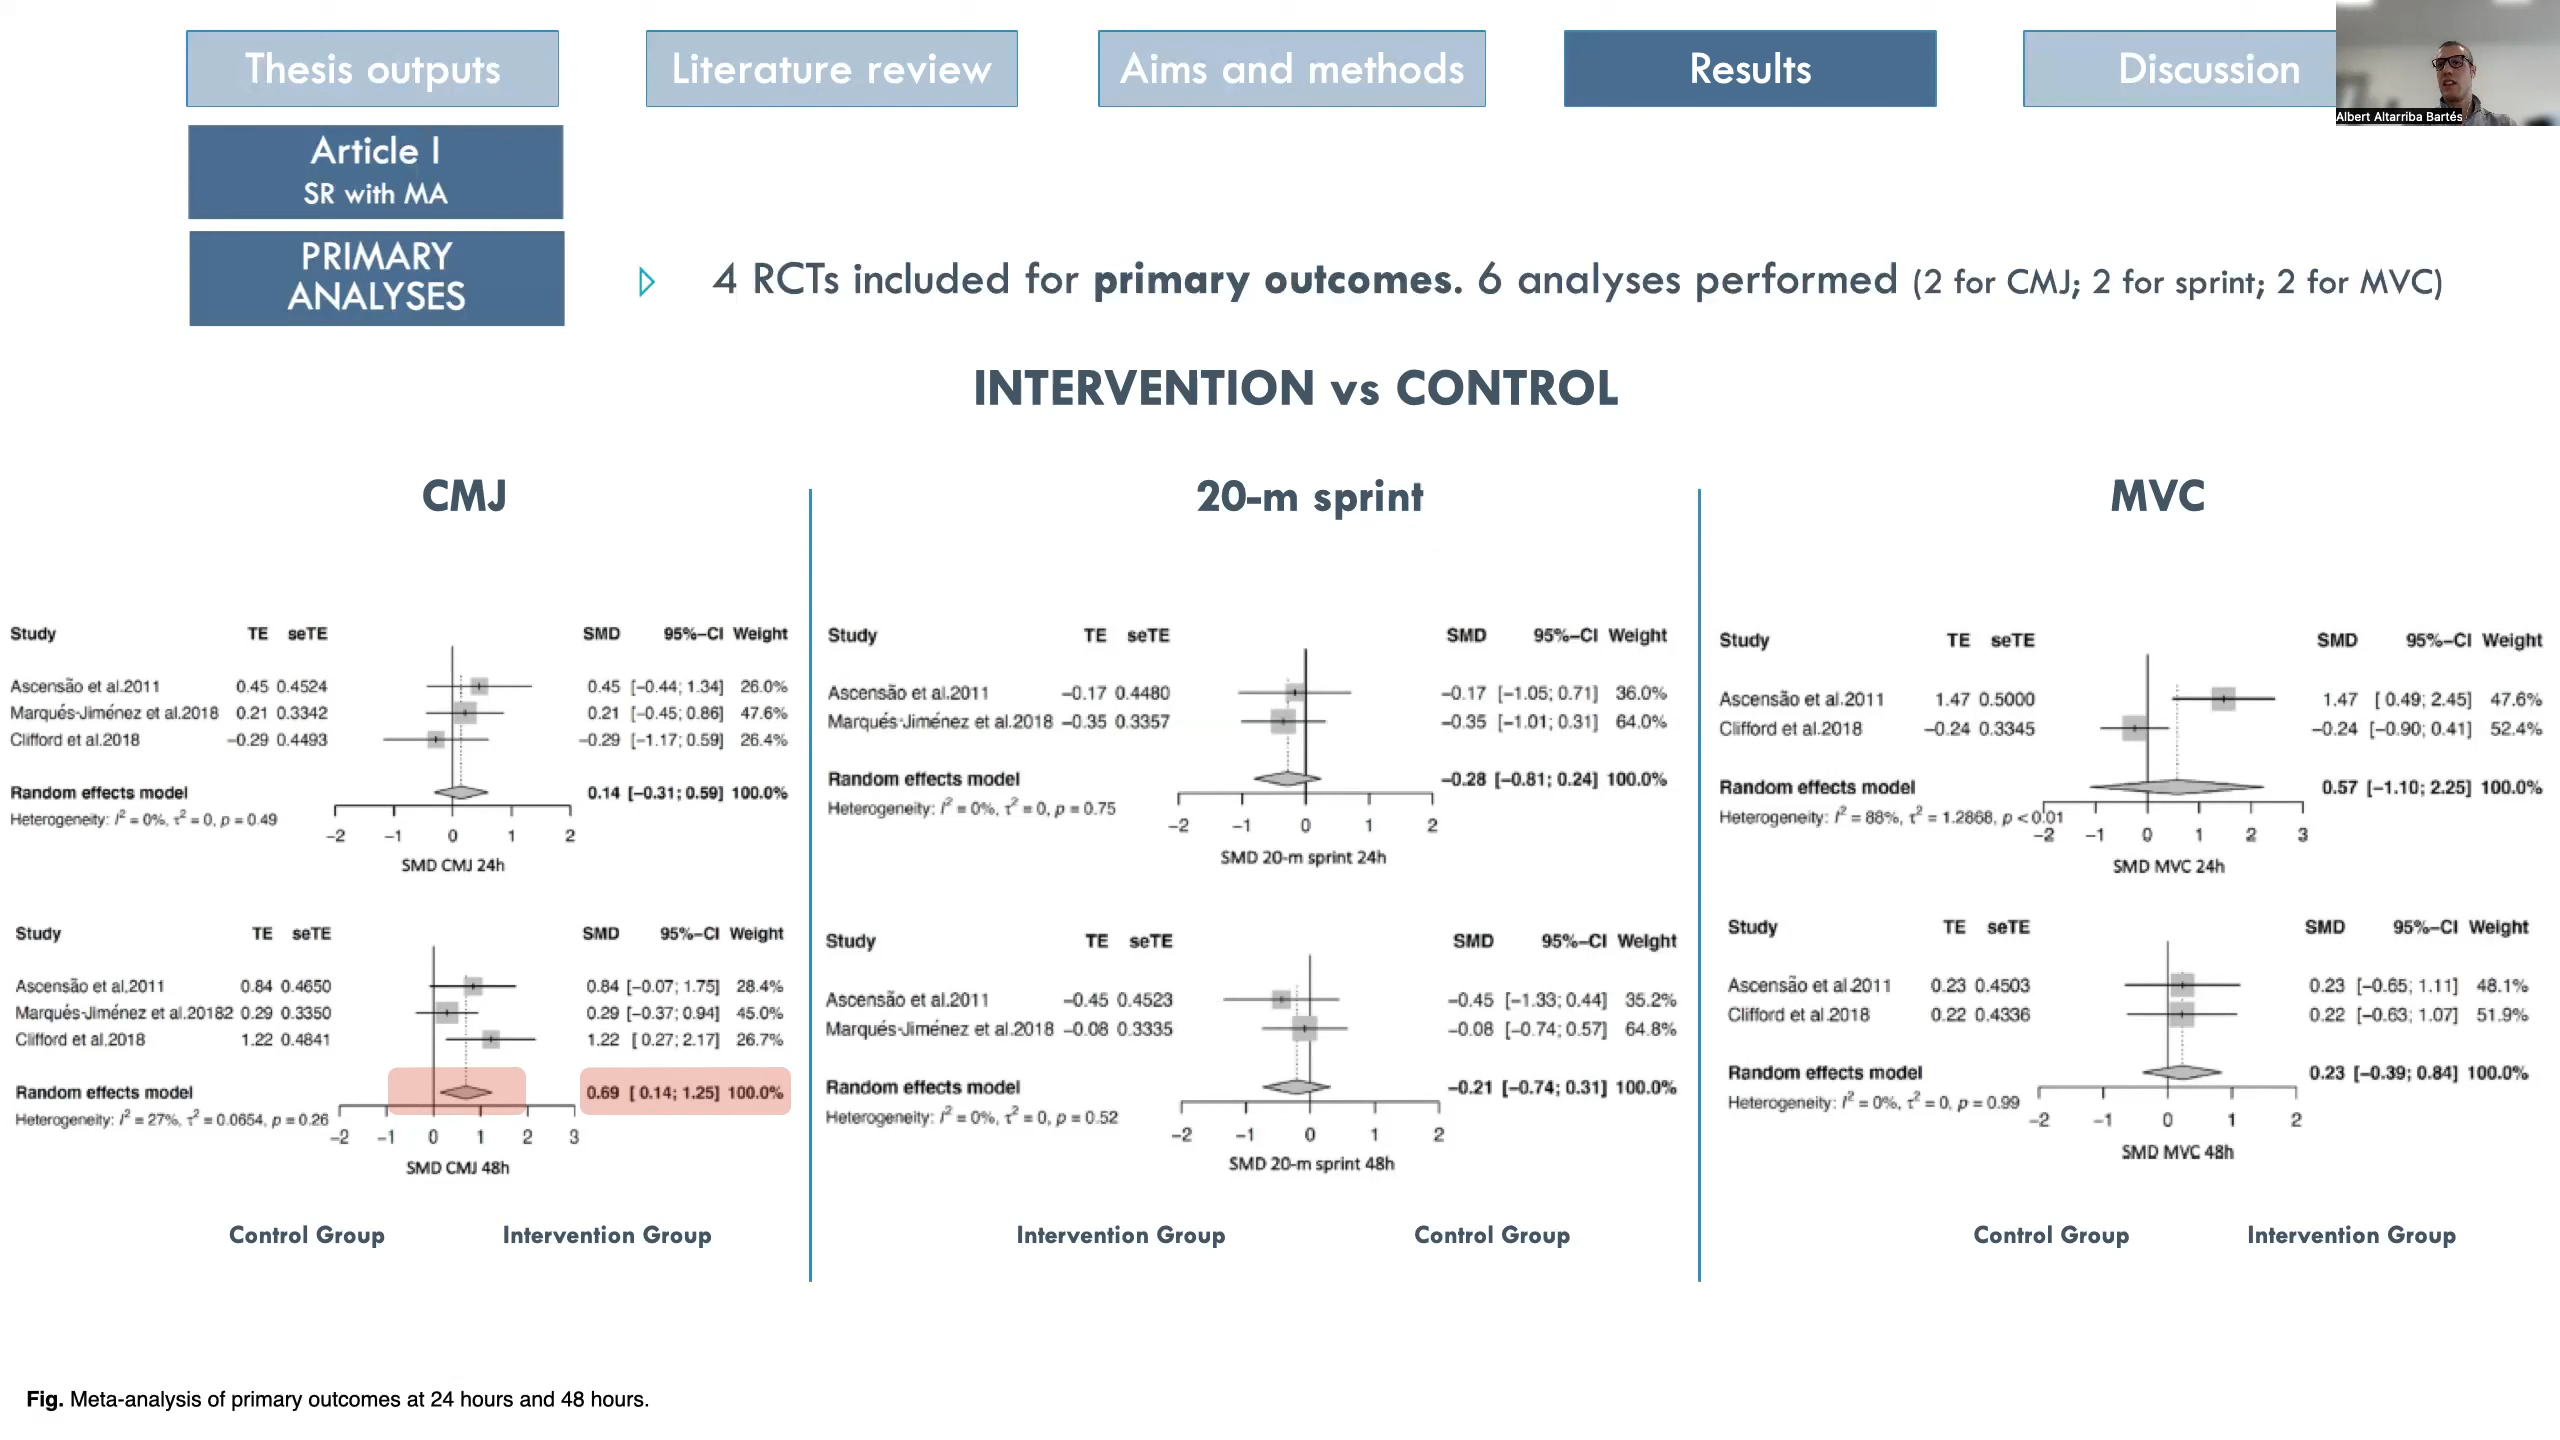 Thesis outputs
Literature review
Aims and methods
Results
Discussion
Albert Altarriba Bartés
Article I
SR with MA
PRIMARY
ANALYSES
4 RCTs included for primary outcomes. 6 analyses performed (2 for CMJ; 2 for sprint; 2 for MVC)
INTERVENTION vs CONTROL
CMJ
Study TE seTE SMD 95%-CI Weight
Ascensão et al.2011 0.45 0.4524 0.45 [-0.44; 1.34] 26.0%
Marqués-Jiménez et al.2018 0.21 0.3342 0.21 [-0.45; 0.86] 47.6%
Clifford et al.2018 -0.29 0.4493 -0.29 [-1.17; 0.59] 26.4%
Random effects model 0.14 [-0.31; 0.59] 100.0%
Heterogeneity: I² = 0%, τ² = 0, p = 0.49
-2 -1 0 1 2
SMD CMJ 24h
Study TE seTE SMD 95%-CI Weight
Ascensão et al.2011 0.84 0.4650 0.84 [-0.07; 1.75] 28.4%
Marqués-Jiménez et al.20182 0.29 0.3350 0.29 [-0.37; 0.94] 45.0%
Clifford et al.2018 1.22 0.4841 1.22 [ 0.27; 2.17] 26.7%
Random effects model 0.69 [ 0.14; 1.25] 100.0%
Heterogeneity: I² = 27%, τ² = 0.0654, p = 0.26
-2 -1 0 1 2 3
SMD CMJ 48h
Control Group Intervention Group
20-m sprint
Study TE seTE SMD 95%-CI Weight
Ascensão et al.2011 -0.17 0.4480 -0.17 [-1.05; 0.71] 36.0%
Marqués-Jiménez et al.2018 -0.35 0.3357 -0.35 [-1.01; 0.31] 64.0%
Random effects model -0.28 [-0.81; 0.24] 100.0%
Heterogeneity: I² = 0%, τ² = 0, p = 0.75
-2 -1 0 1 2
SMD 20-m sprint 24h
Study TE seTE SMD 95%-CI Weight
Ascensão et al.2011 -0.45 0.4523 -0.45 [-1.33; 0.44] 35.2%
Marqués-Jiménez et al.2018 -0.08 0.3335 -0.08 [-0.74; 0.57] 64.8%
Random effects model -0.21 [-0.74; 0.31] 100.0%
Heterogeneity: I² = 0%, τ² = 0, p = 0.52
-2 -1 0 1 2
SMD 20-m sprint 48h
Intervention Group Control Group
MVC
Study TE seTE SMD 95%-CI Weight
Ascensão et al.2011 1.47 0.5000 1.47 [ 0.49; 2.45] 47.6%
Clifford et al.2018 -0.24 0.3345 -0.24 [-0.90; 0.41] 52.4%
Random effects model 0.57 [-1.10; 2.25] 100.0%
Heterogeneity: I² = 88%, τ² = 1.2868, p < 0.01
-2 -1 0 1 2 3
SMD MVC 24h
Study TE seTE SMD 95%-CI Weight
Ascensão et al.2011 0.23 0.4503 0.23 [-0.65; 1.11] 48.1%
Clifford et al.2018 0.22 0.4336 0.22 [-0.63; 1.07] 51.9%
Random effects model 0.23 [-0.39; 0.84] 100.0%
Heterogeneity: I² = 0%, τ² = 0, p = 0.99
-2 -1 0 1 2
SMD MVC 48h
Control Group Intervention Group
Fig. Meta-analysis of primary outcomes at 24 hours and 48 hours.